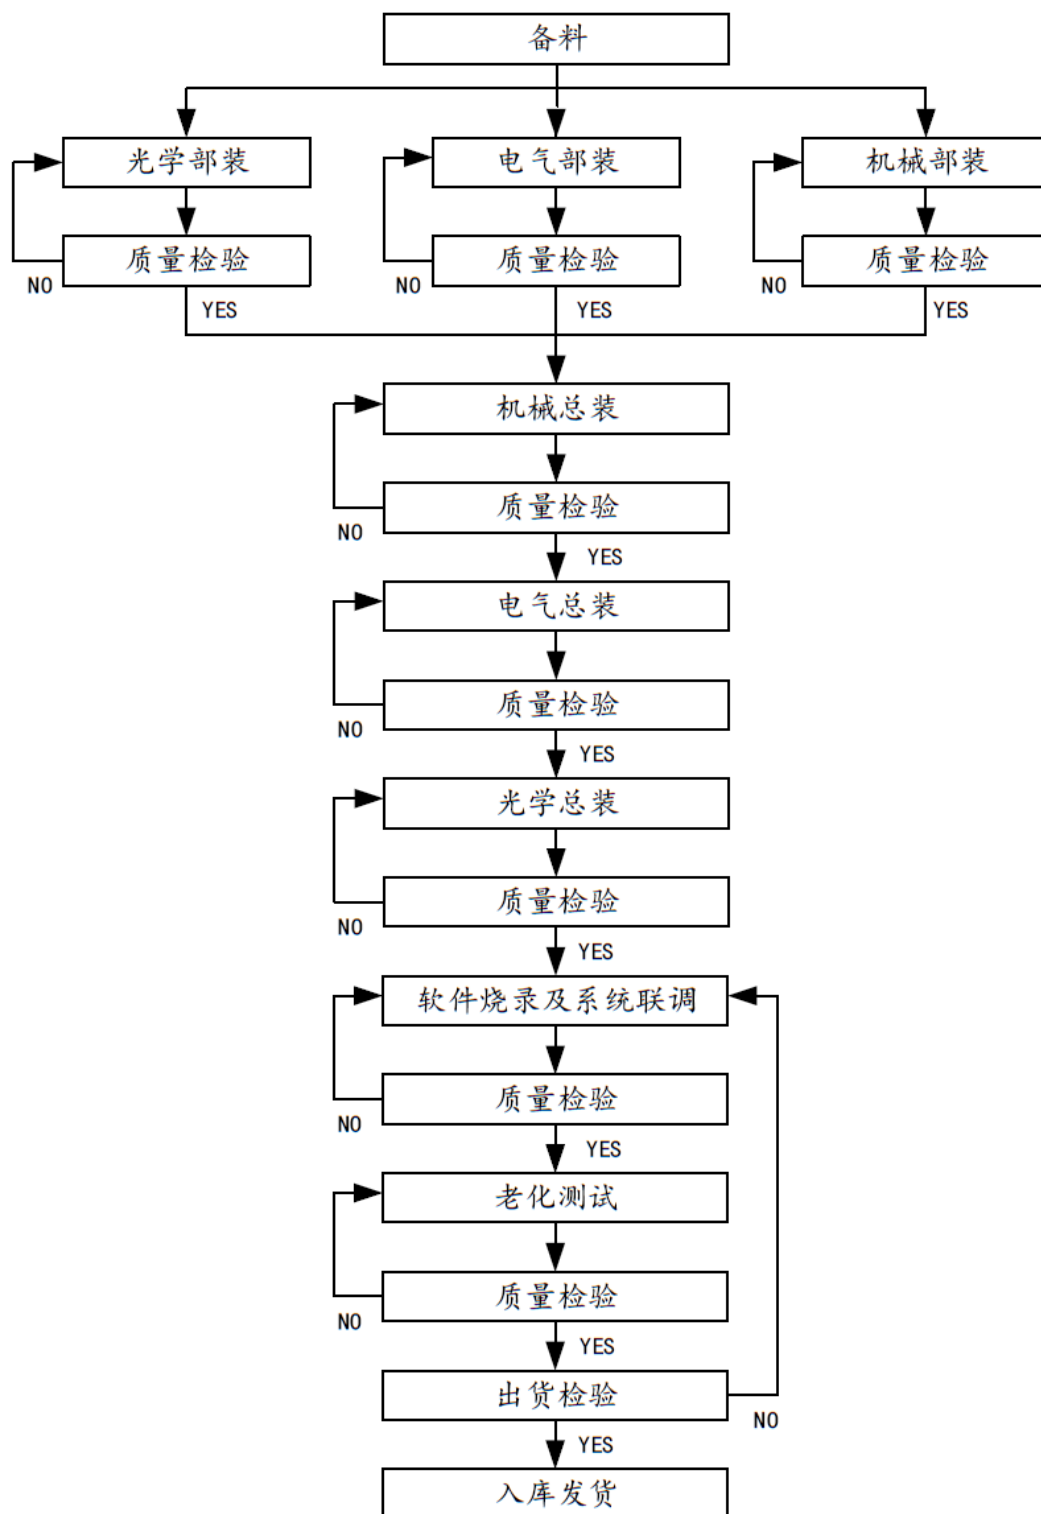 备料
光学部装 电气部装 机械部装
质量检验 质量检验 质量检验
NO NO NO
YES YES YES
机械总装
质量检验
NO
YES
电气总装
质量检验
NO
YES
光学总装
质量检验
NO
YES
软件烧录及系统联调
质量检验
NO
YES
老化测试
质量检验
NO
YES
出货检验
NO
YES
入库发货